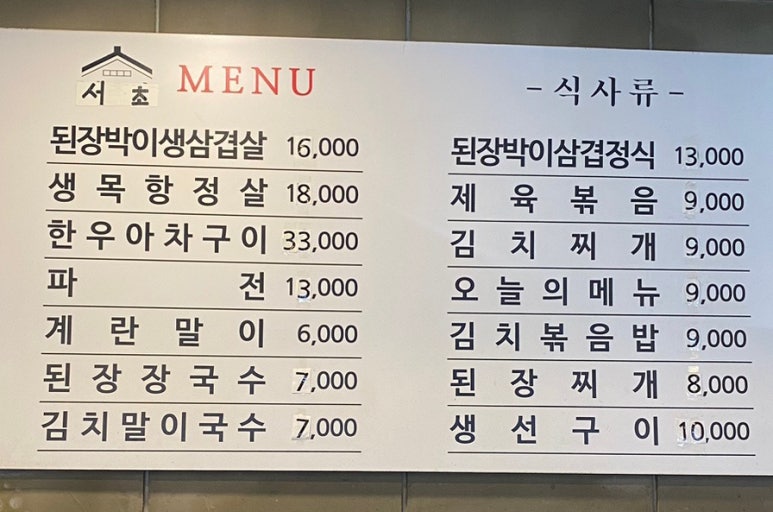 서초 MENU
된장박이생삼겹살 16,000
생목항정살 18,000
한우아차구이 33,000
파전 13,000
계란말이 6,000
된장장국수 7,000
김치말이국수 7,000
-식사류-
된장박이삼겹정식 13,000
제육볶음 9,000
김치찌개 9,000
오늘의메뉴 9,000
김치볶음밥 9,000
된장찌개 8,000
생선구이 10,000